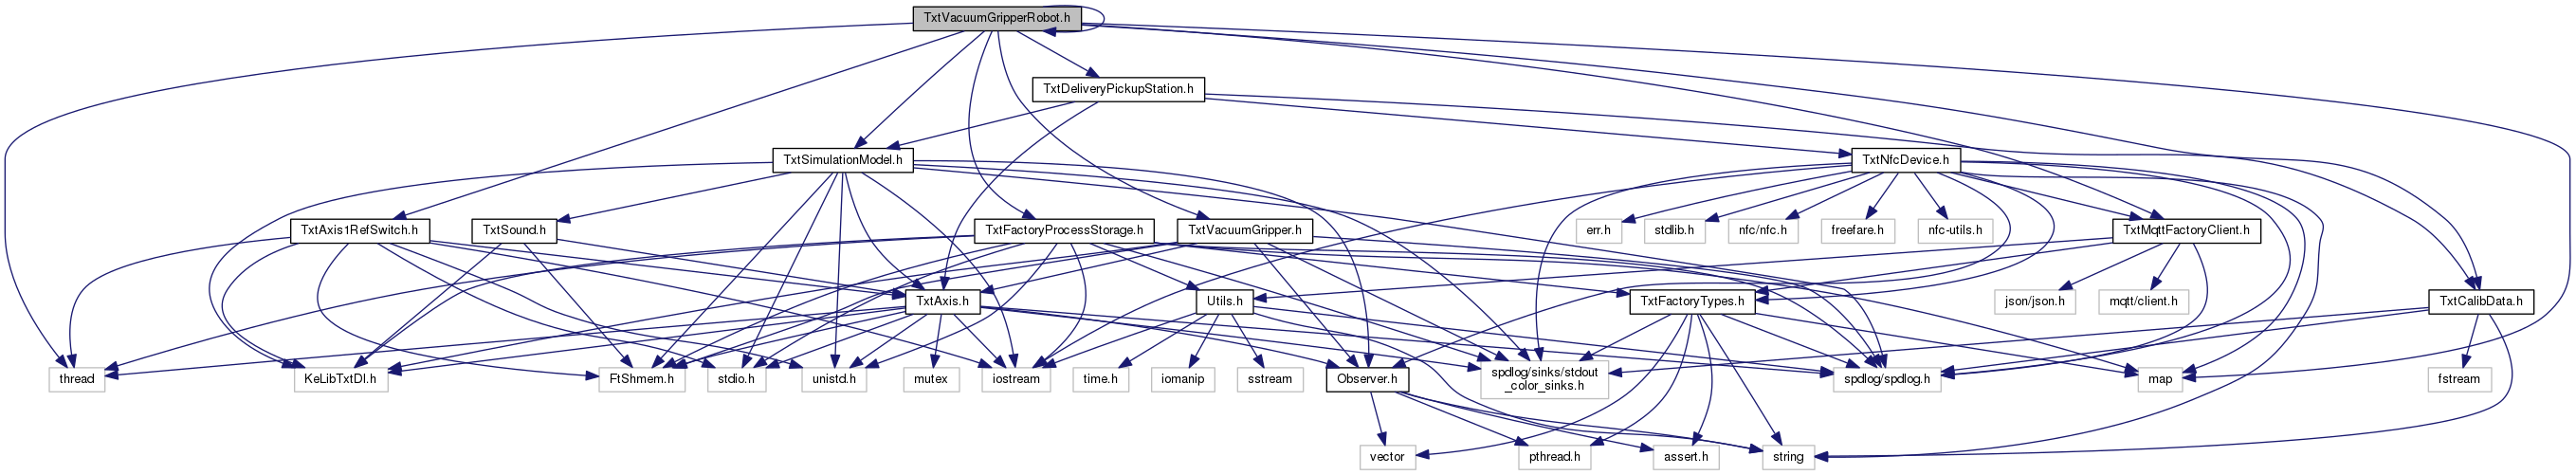 TxtVacuumGripperRobot.h
TxtDeliveryPickupStation.h
TxtSimulationModel.h
TxtNfcDevice.h
TxtAxis1RefSwitch.h
TxtSound.h
TxtFactoryProcessStorage.h
TxtVacuumGripper.h
err.h
stdlib.h
nfc/nfc.h
freefare.h
nfc-utils.h
TxtMqttFactoryClient.h
TxtAxis.h
Utils.h
TxtFactoryTypes.h
json/json.h
mqtt/client.h
TxtCalibData.h
thread
KeLibTxtDl.h
FtShmem.h
stdio.h
unistd.h
mutex
iostream
time.h
iomanip
sstream
Observer.h
spdlog/sinks/stdout
_color_sinks.h
spdlog/spdlog.h
map
fstream
vector
pthread.h
assert.h
string